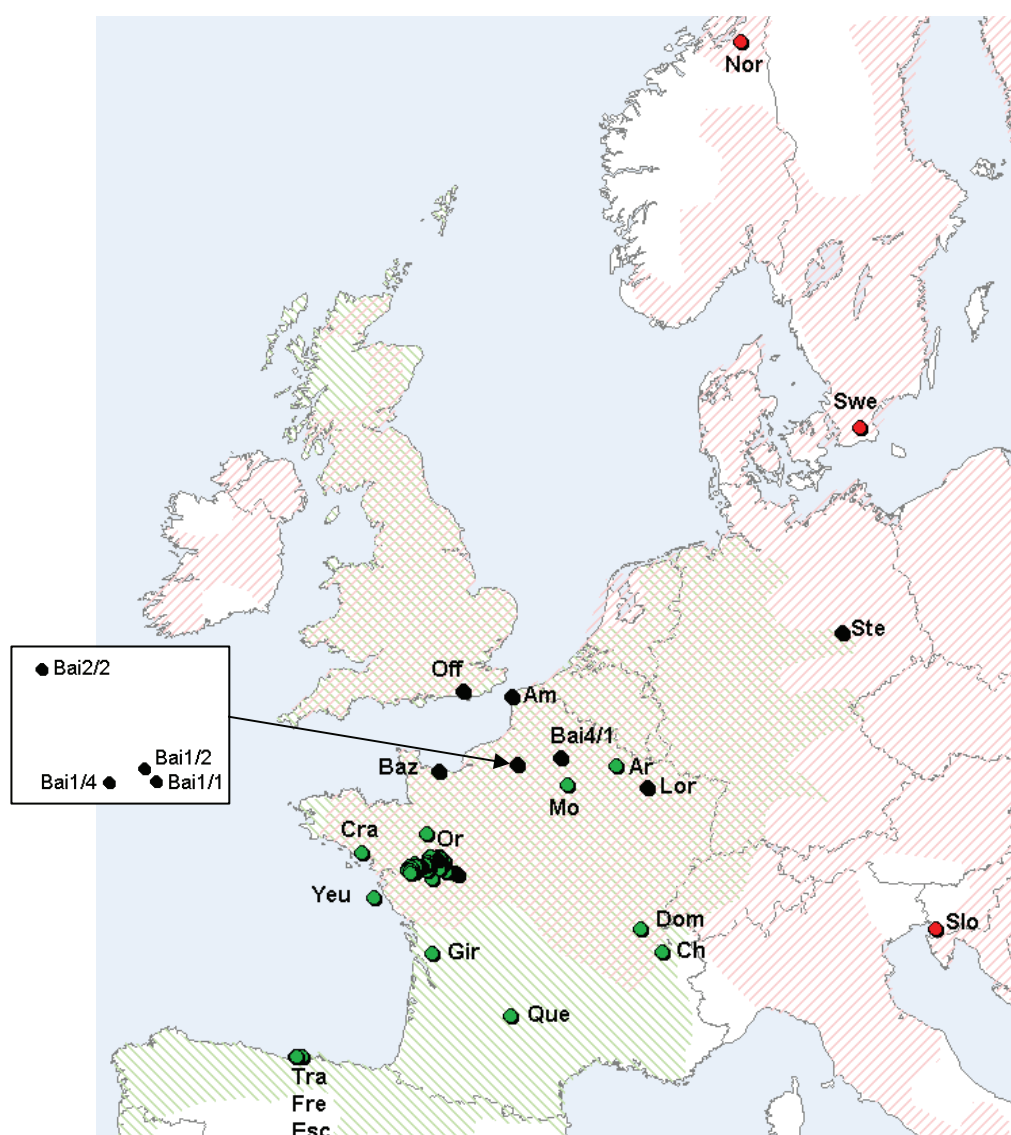 Nor
Swe
Ste
Bai2/2
Off
Am
Bai4/1
Bai1/2
Baz
Ar
Bai1/4
Bai1/1
Lor
Mo
Cra
Or
Yeu
Dom
Slo
Gir
Ch
Que
Tra
Fre
Esc